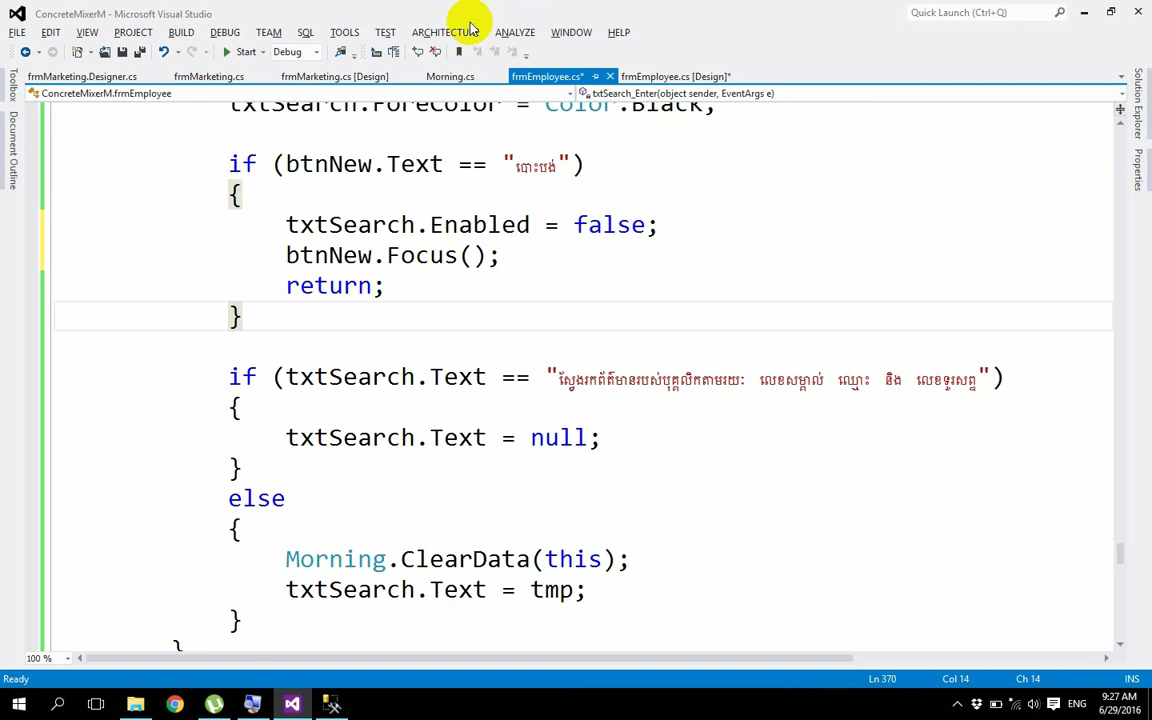 ConcreteMixerM - Microsoft Visual Studio
Quick Launch (Ctrl+Q)
FILE EDIT VIEW PROJECT BUILD DEBUG TEAM SQL TOOLS TEST ARCHITECTURE ANALYZE WINDOW HELP
Start Debug
frmMarketing.Designer.cs frmMarketing.cs frmMarketing.cs [Design] Morning.cs frmEmployee.cs* frmEmployee.cs [Design]*
ConcreteMixerM.frmEmployee txtSearch_Enter(object sender, EventArgs e)
Toolbox
Document Outline
Solution Explorer
Properties
txtSearch.ForeColor = Color.Black;
if (btnNew.Text == "បោះបង់")
{
txtSearch.Enabled = false;
btnNew.Focus();
return;
}
if (txtSearch.Text == "ស្វែងរកព័ត៌មានរបស់បុគ្គលិកតាមរយៈ លេខសម្គាល់ ឈ្មោះ និង លេខទូរសព្ទ")
{
txtSearch.Text = null;
}
else
{
Morning.ClearData(this);
txtSearch.Text = tmp;
}
}
100 %
Ready Ln 370 Col 14 Ch 14 INS
ENG
9:27 AM
6/29/2016